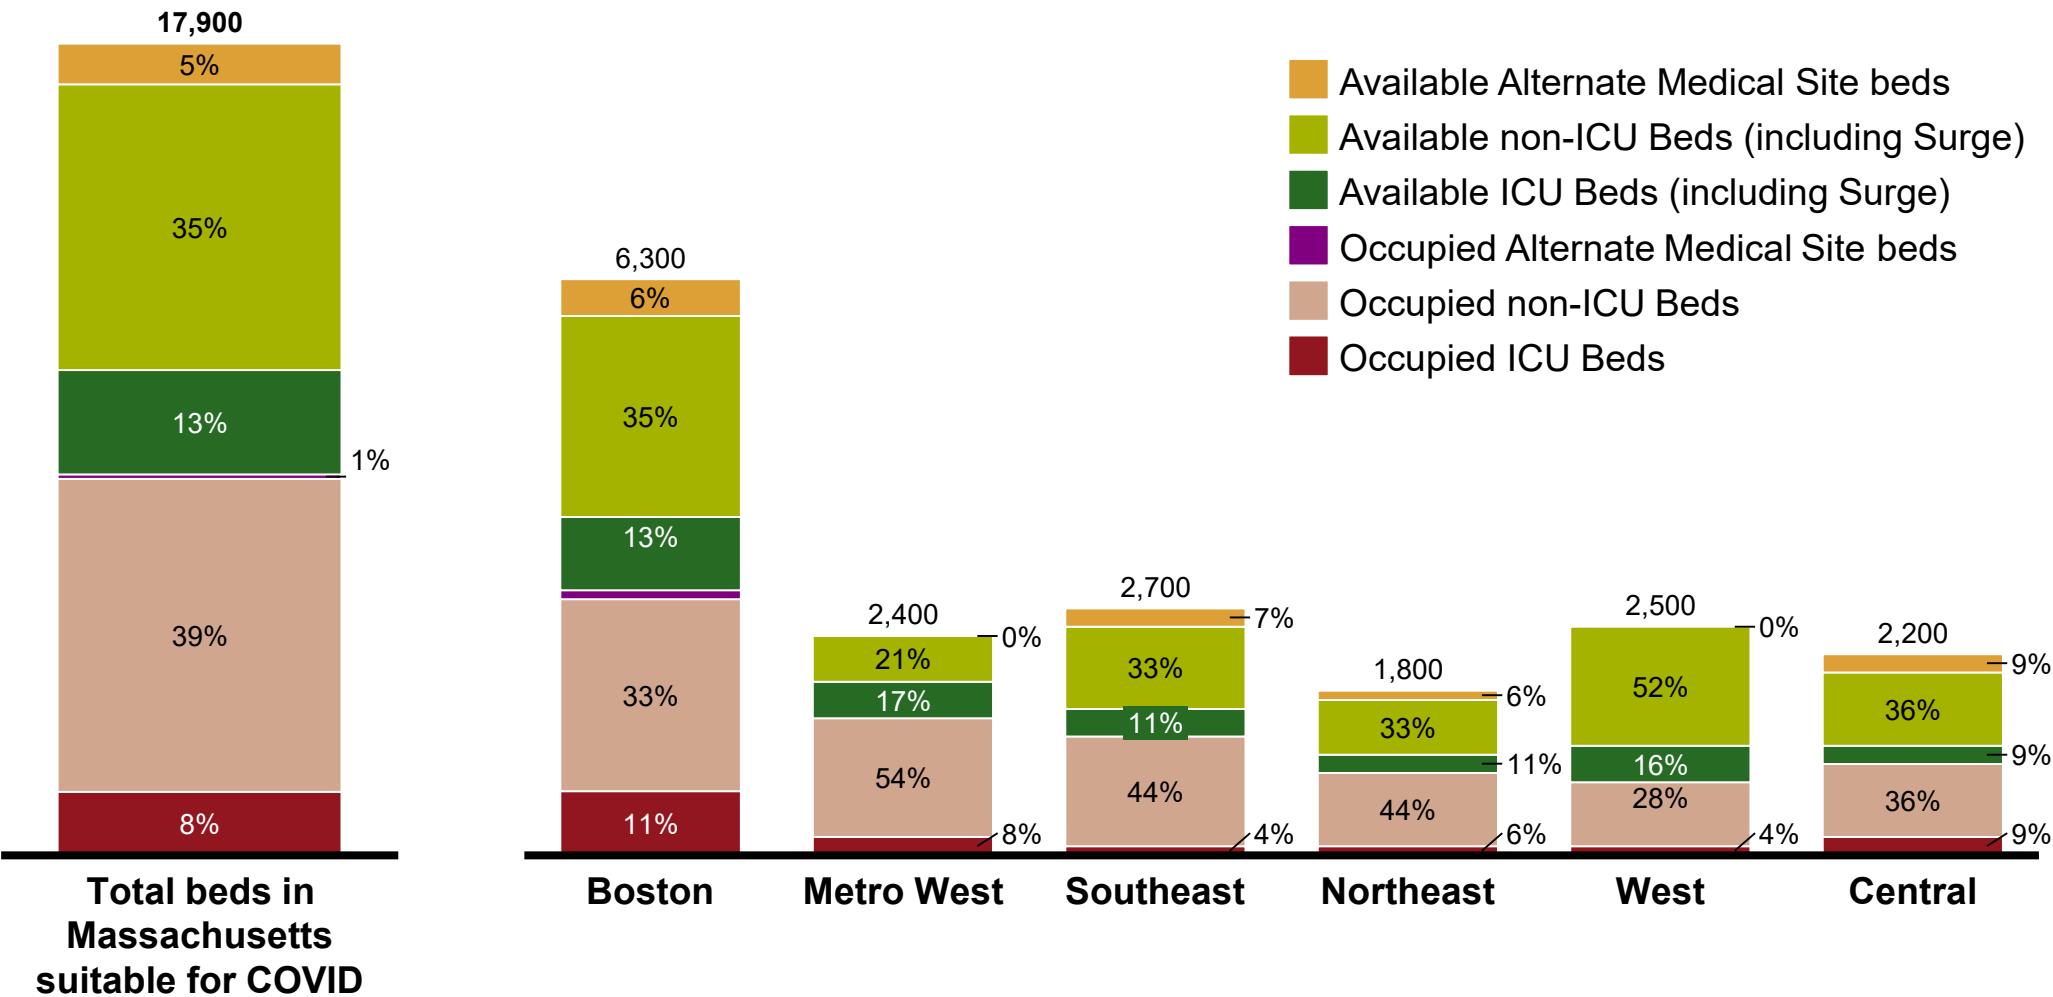 17,900
5%
35%
13%
1%
39%
8%
Total beds in
Massachusetts
suitable for COVID
6,300
6%
35%
13%
33%
11%
Boston
2,400
0%
21%
17%
54%
8%
Metro West
2,700
7%
33%
11%
44%
4%
Southeast
1,800
6%
33%
11%
44%
6%
Northeast
2,500
0%
52%
16%
28%
4%
West
2,200
9%
36%
9%
36%
9%
Central
Available Alternate Medical Site beds
Available non-ICU Beds (including Surge)
Available ICU Beds (including Surge)
Occupied Alternate Medical Site beds
Occupied non-ICU Beds
Occupied ICU Beds